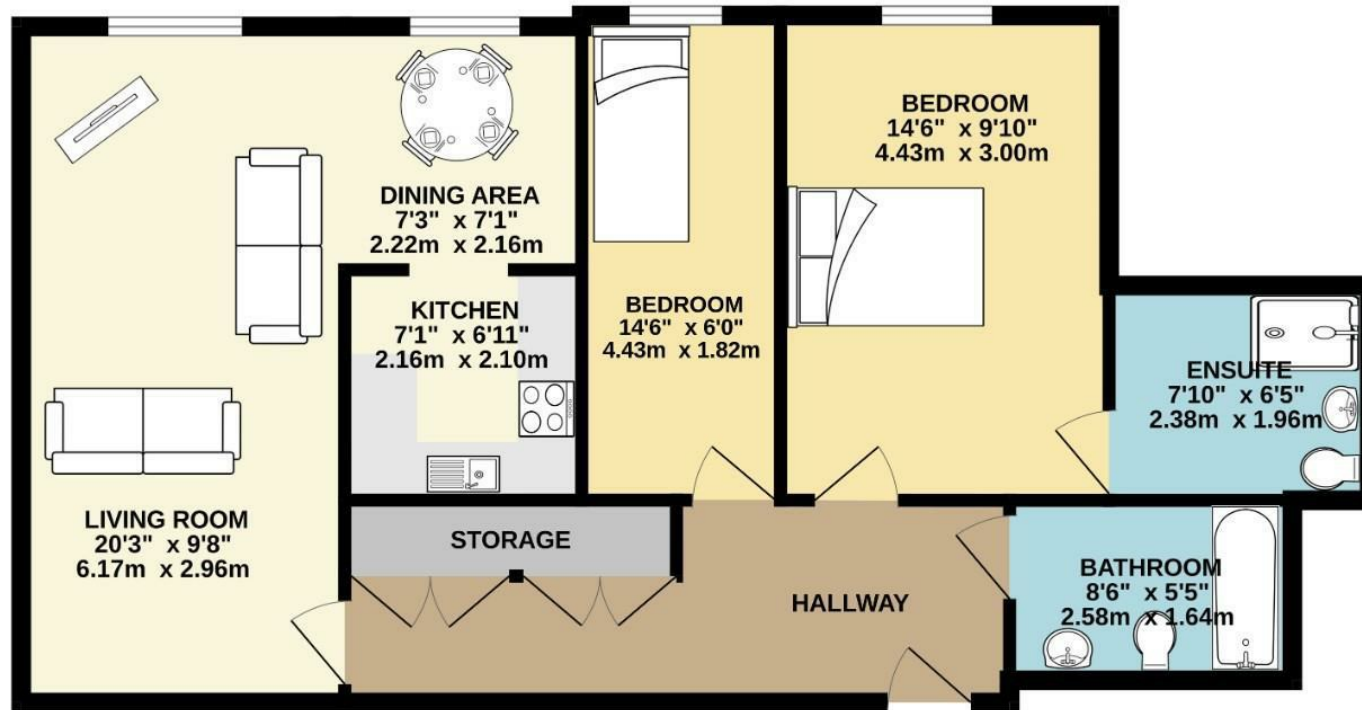 LIVING ROOM
20'3" x 9'8"
6.17m x 2.96m
DINING AREA
7'3" x 7'1"
2.22m x 2.16m
KITCHEN
7'1" x 6'11"
2.16m x 2.10m
BEDROOM
14'6" x 6'0"
4.43m x 1.82m
BEDROOM
14'6" x 9'10"
4.43m x 3.00m
ENSUITE
7'10" x 6'5"
2.38m x 1.96m
STORAGE
HALLWAY
BATHROOM
8'6" x 5'5"
2.58m x 1.64m